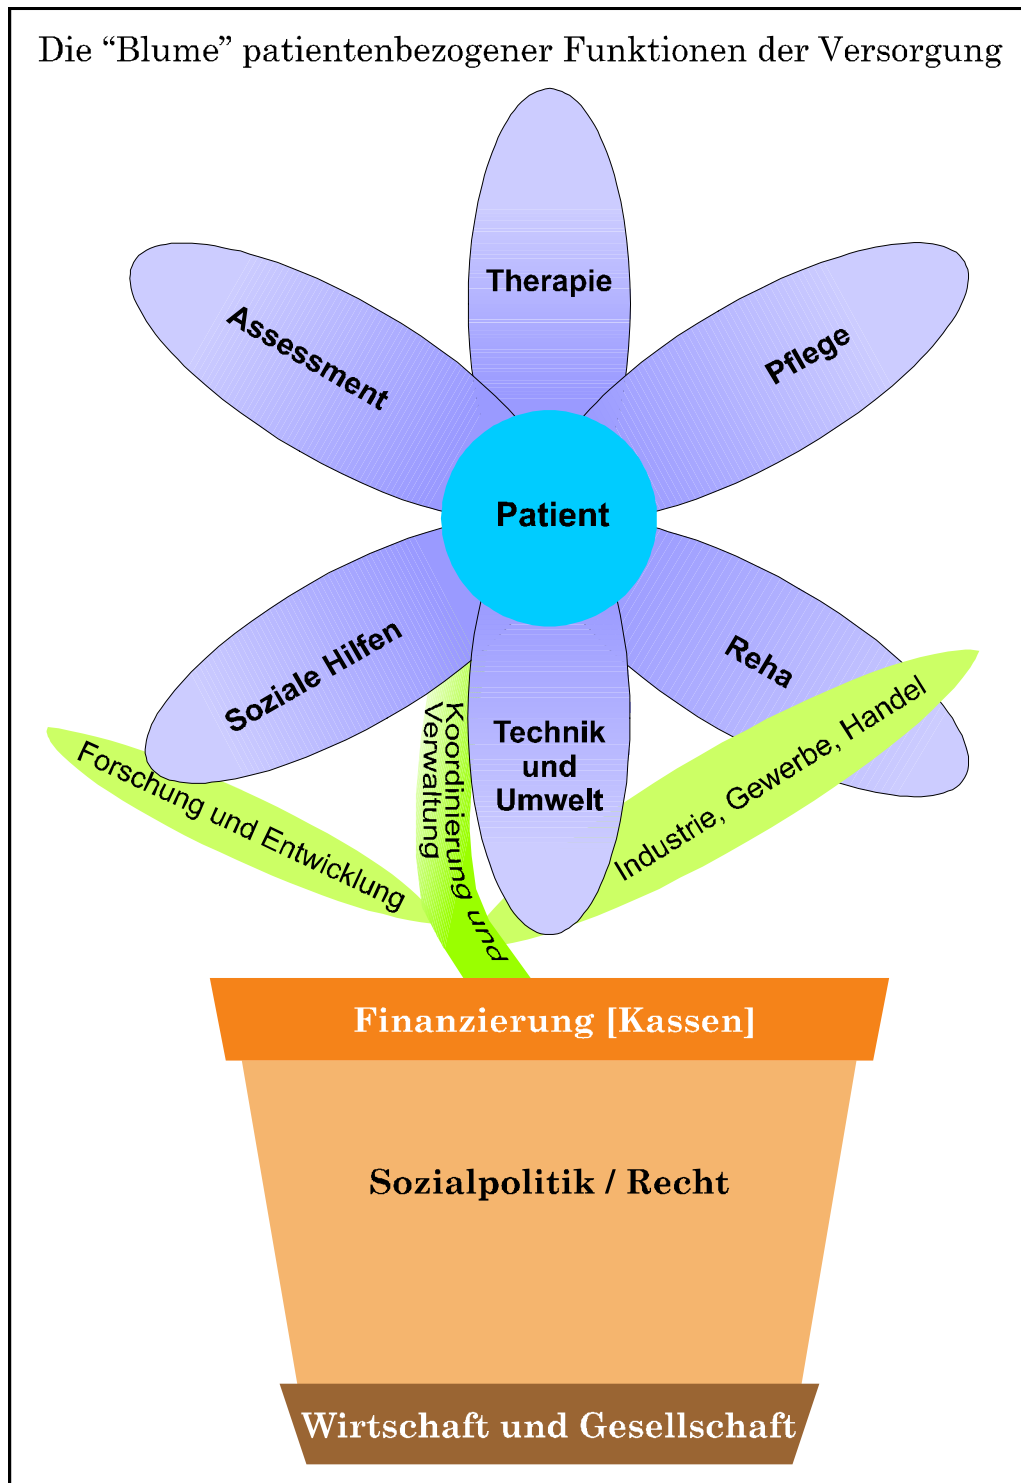 Die “Blume” patientenbezogener Funktionen der Versorgung
Therapie
Assessment
Pflege
Patient
Soziale Hilfen
Reha
Technik
und
Umwelt
Koordinierung und
Verwaltung
Forschung und Entwicklung
Industrie, Gewerbe, Handel
Finanzierung [Kassen]
Sozialpolitik / Recht
Wirtschaft und Gesellschaft